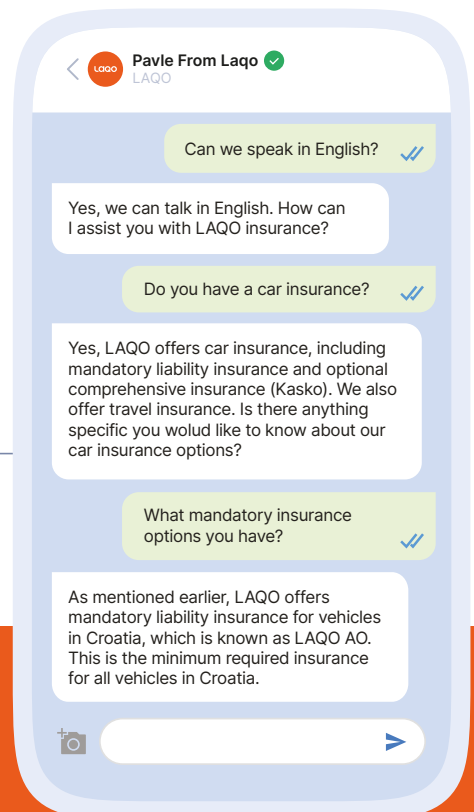 LAQO
Pavle From Laqo
LAQO
Can we speak in English?
Yes, we can talk in English. How can
I assist you with LAQO insurance?
Do you have a car insurance?
Yes, LAQO offers car insurance, including
mandatory liability insurance and optional
comprehensive insurance (Kasko). We also
offer travel insurance. Is there anything
specific you wolud like to know about our
car insurance options?
What mandatory insurance
options you have?
As mentioned earlier, LAQO offers
mandatory liability insurance for vehicles
in Croatia, which is known as LAQO AO.
This is the minimum required insurance
for all vehicles in Croatia.